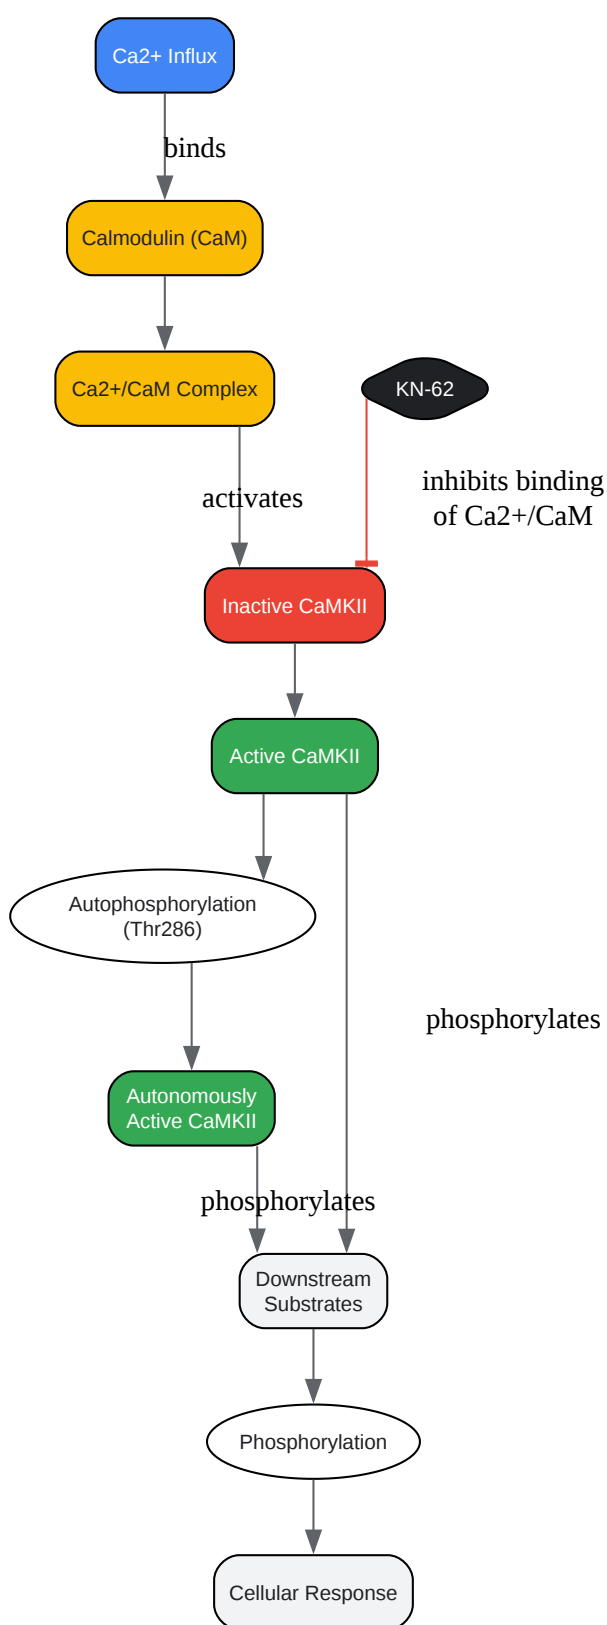 Ca2+ Influx
binds
Calmodulin (CaM)
Ca2+/CaM Complex
KN-62
activates
inhibits binding
of Ca2+/CaM
Inactive CaMKII
Active CaMKII
Autophosphorylation
(Thr286)
phosphorylates
Autonomously
Active CaMKII
phosphorylates
Downstream
Substrates
Phosphorylation
Cellular Response